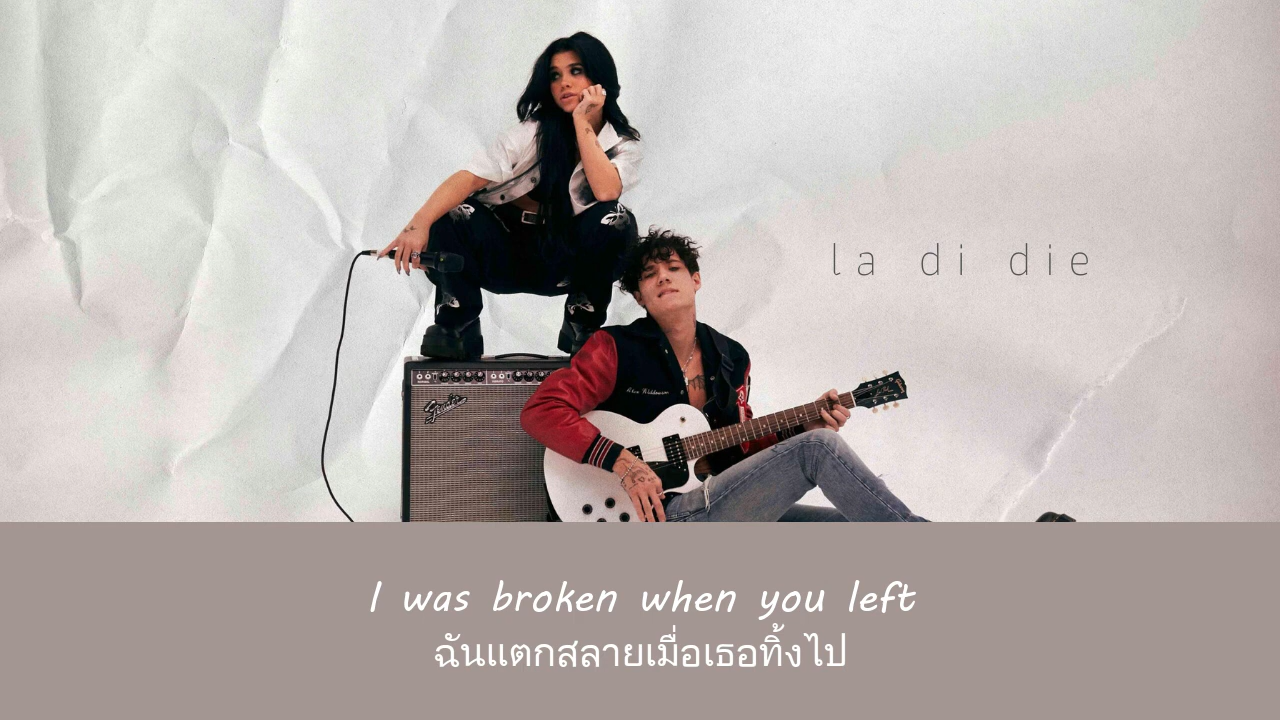 la di die
Fender
I was broken when you left
ฉันแตกสลายเมื่อเธอทิ้งไป